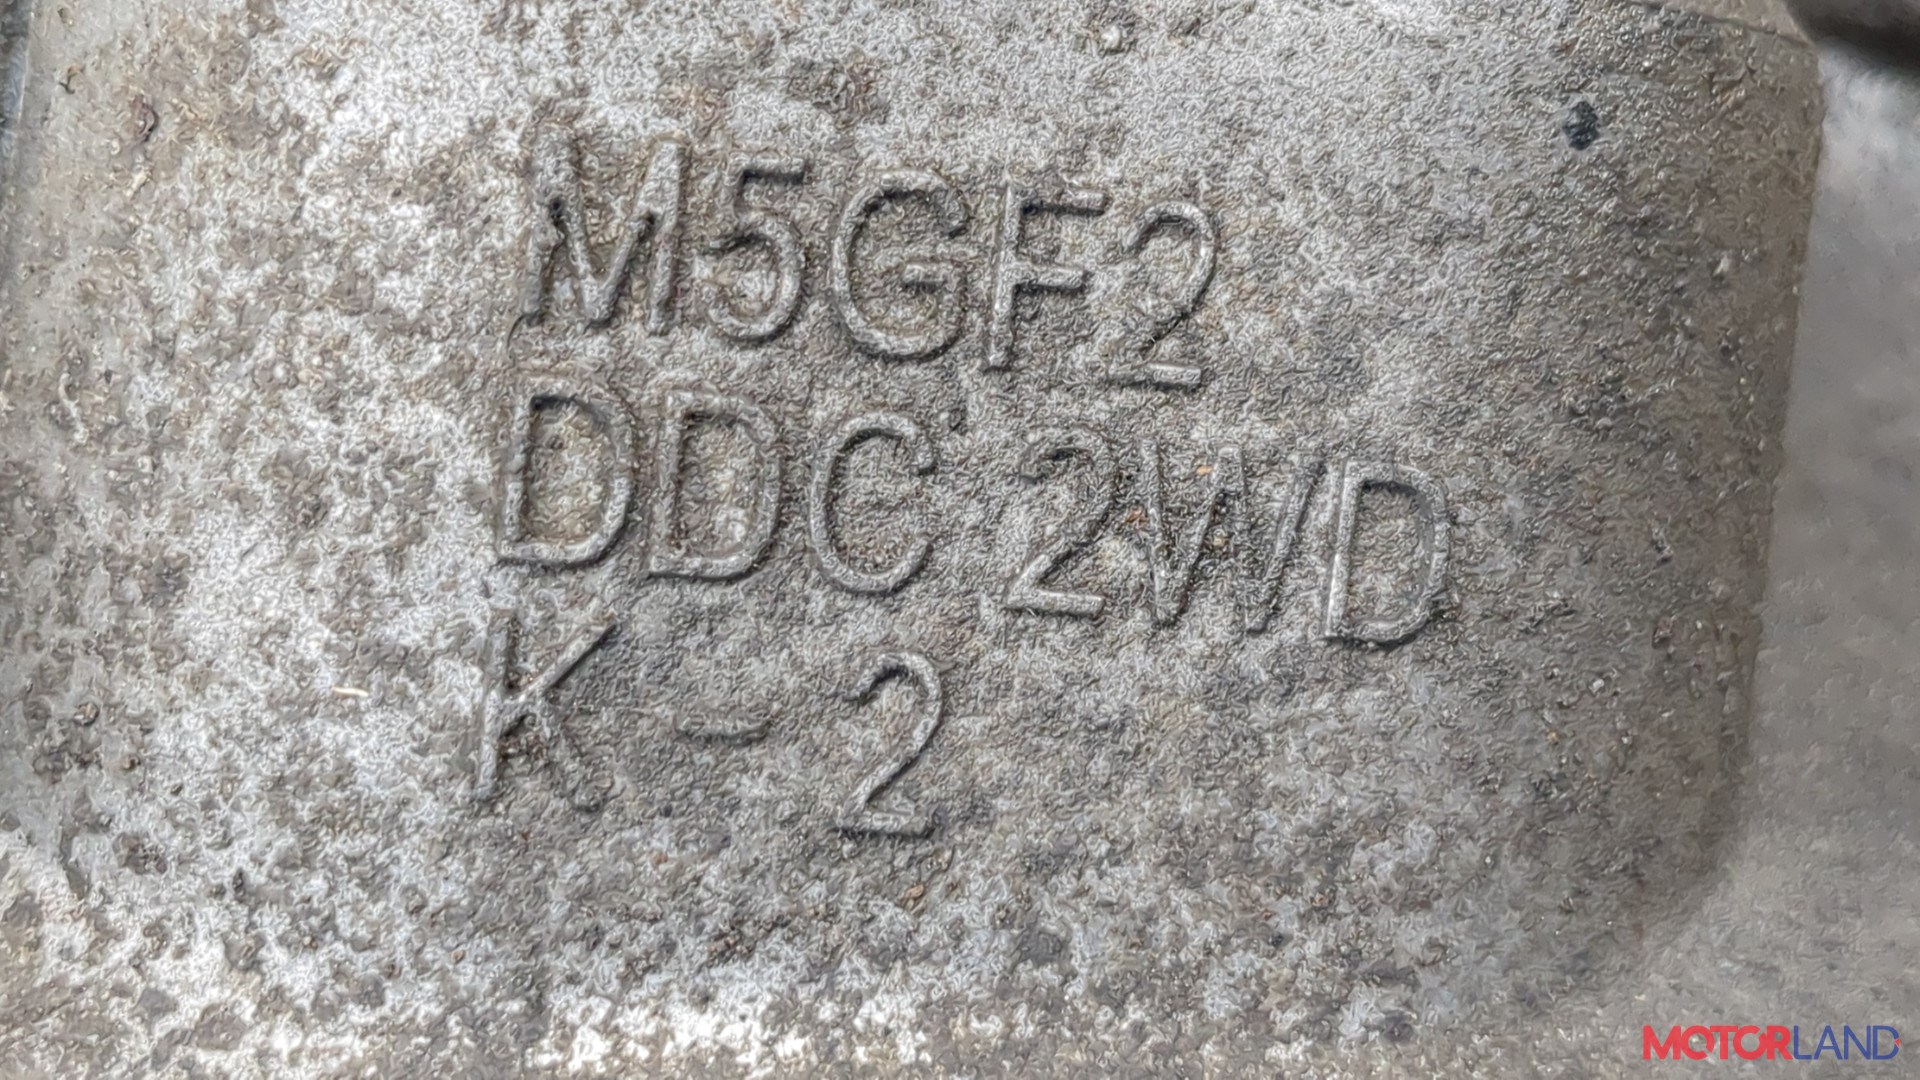 M5GF2
DDC 2WD
K-2
MOTORLAND